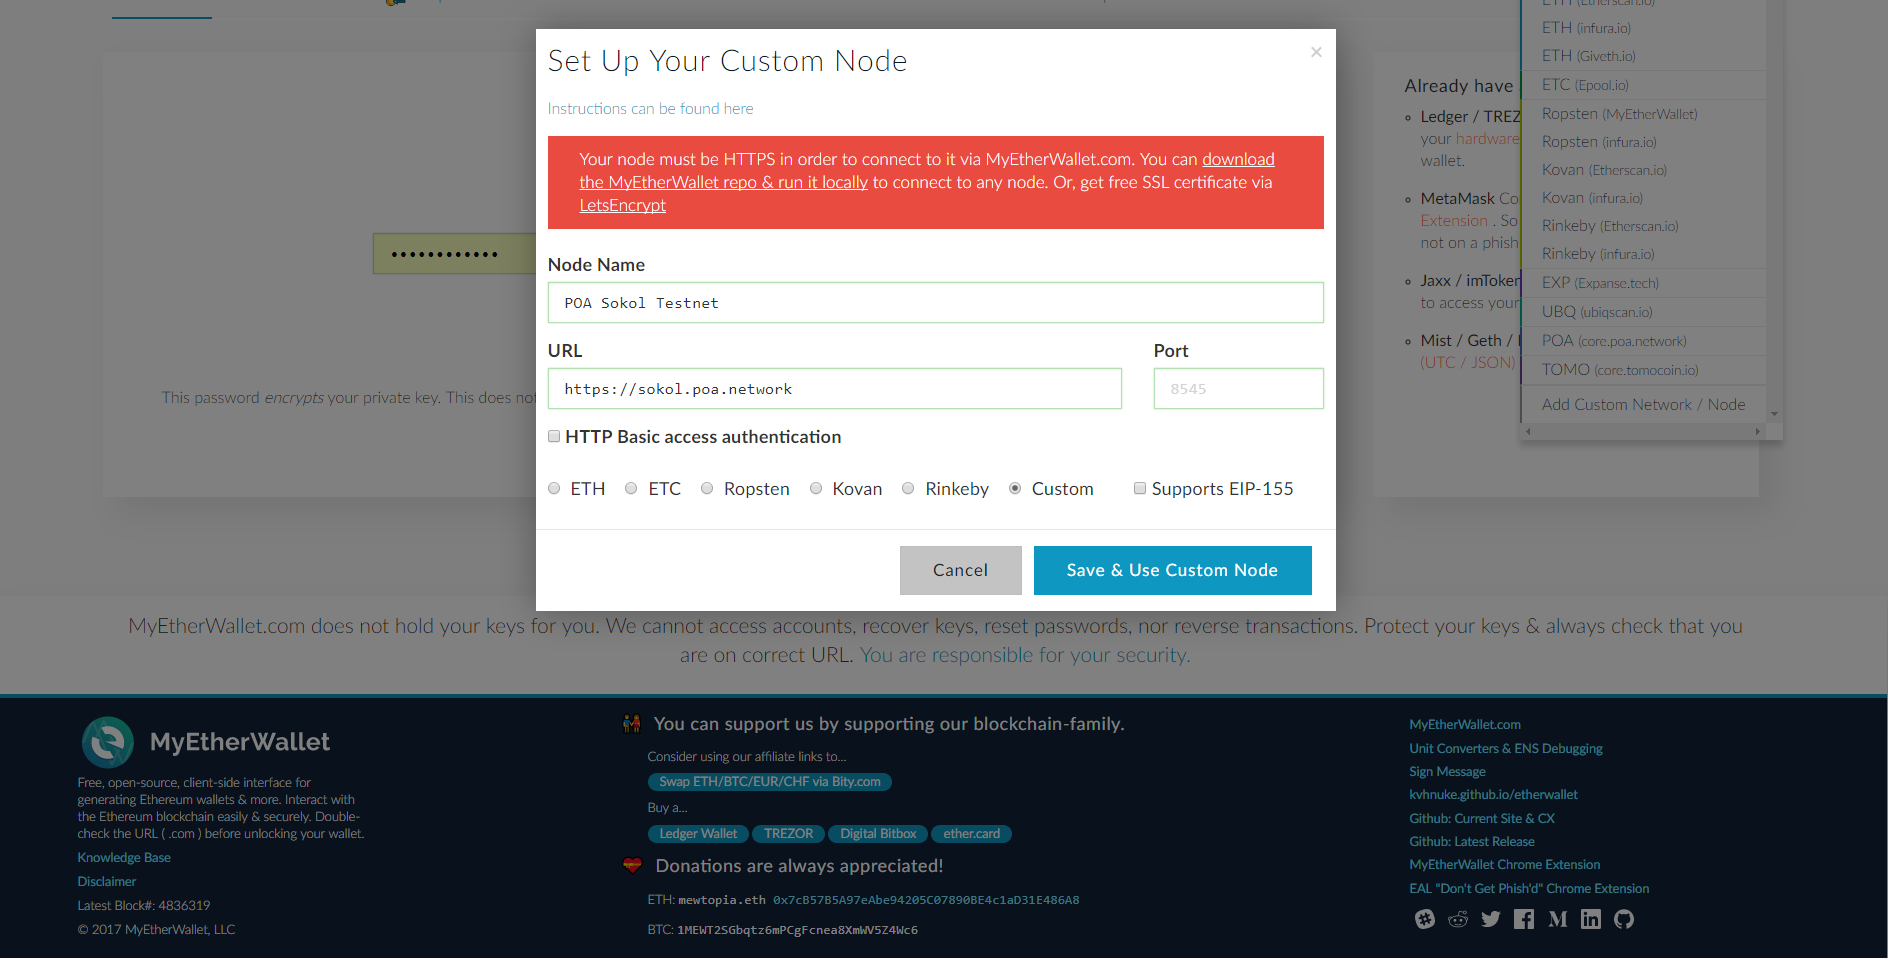 Set Up Your Custom Node
×
Instructions can be found here
Your node must be HTTPS in order to connect to it via MyEtherWallet.com. You can download
the MyEtherWallet repo & run it locally to connect to any node. Or, get free SSL certificate via
LetsEncrypt
Node Name
POA Sokol Testnet
URL
Port
https://sokol.poa.network
8545
HTTP Basic access authentication
ETH
ETC
Ropsten
Kovan
Rinkeby
Custom
Supports EIP-155
Cancel
Save & Use Custom Node
This password encrypts your private key. This does not
Already have
Ledger / TREZ
your hardware
wallet.
MetaMask Co
Extension . So
not on a phish
Jaxx / imToken
to access your
Mist / Geth /
(UTC / JSON)
ETH (Etherscan.io)
ETH (infura.io)
ETH (Giveth.io)
ETC (Epool.io)
Ropsten (MyEtherWallet)
Ropsten (infura.io)
Kovan (Etherscan.io)
Kovan (infura.io)
Rinkeby (Etherscan.io)
Rinkeby (infura.io)
EXP (Expanse.tech)
UBQ (ubiqscan.io)
POA (core.poa.network)
TOMO (core.tomocoin.io)
Add Custom Network / Node
MyEtherWallet.com does not hold your keys for you. We cannot access accounts, recover keys, reset passwords, nor reverse transactions. Protect your keys & always check that you
are on correct URL. You are responsible for your security.
MyEtherWallet
Free, open-source, client-side interface for
generating Ethereum wallets & more. Interact with
the Ethereum blockchain easily & securely. Double-
check the URL ( .com ) before unlocking your wallet.
Knowledge Base
Disclaimer
Latest Block#: 4836319
© 2017 MyEtherWallet, LLC
You can support us by supporting our blockchain-family.
Consider using our affiliate links to...
Swap ETH/BTC/EUR/CHF via Bity.com
Buy a...
Ledger Wallet
TREZOR
Digital Bitbox
ether.card
Donations are always appreciated!
ETH: mewtopia.eth 0x7cB57B5A97eAbe94205C07890BE4c1aD31E486A8
BTC: 1MEWT2SGbqtz6mPCgFcnea8XmWV5Z4Wc6
MyEtherWallet.com
Unit Converters & ENS Debugging
Sign Message
kvhnuke.github.io/etherwallet
Github: Current Site & CX
Github: Latest Release
MyEtherWallet Chrome Extension
EAL "Don't Get Phish'd" Chrome Extension